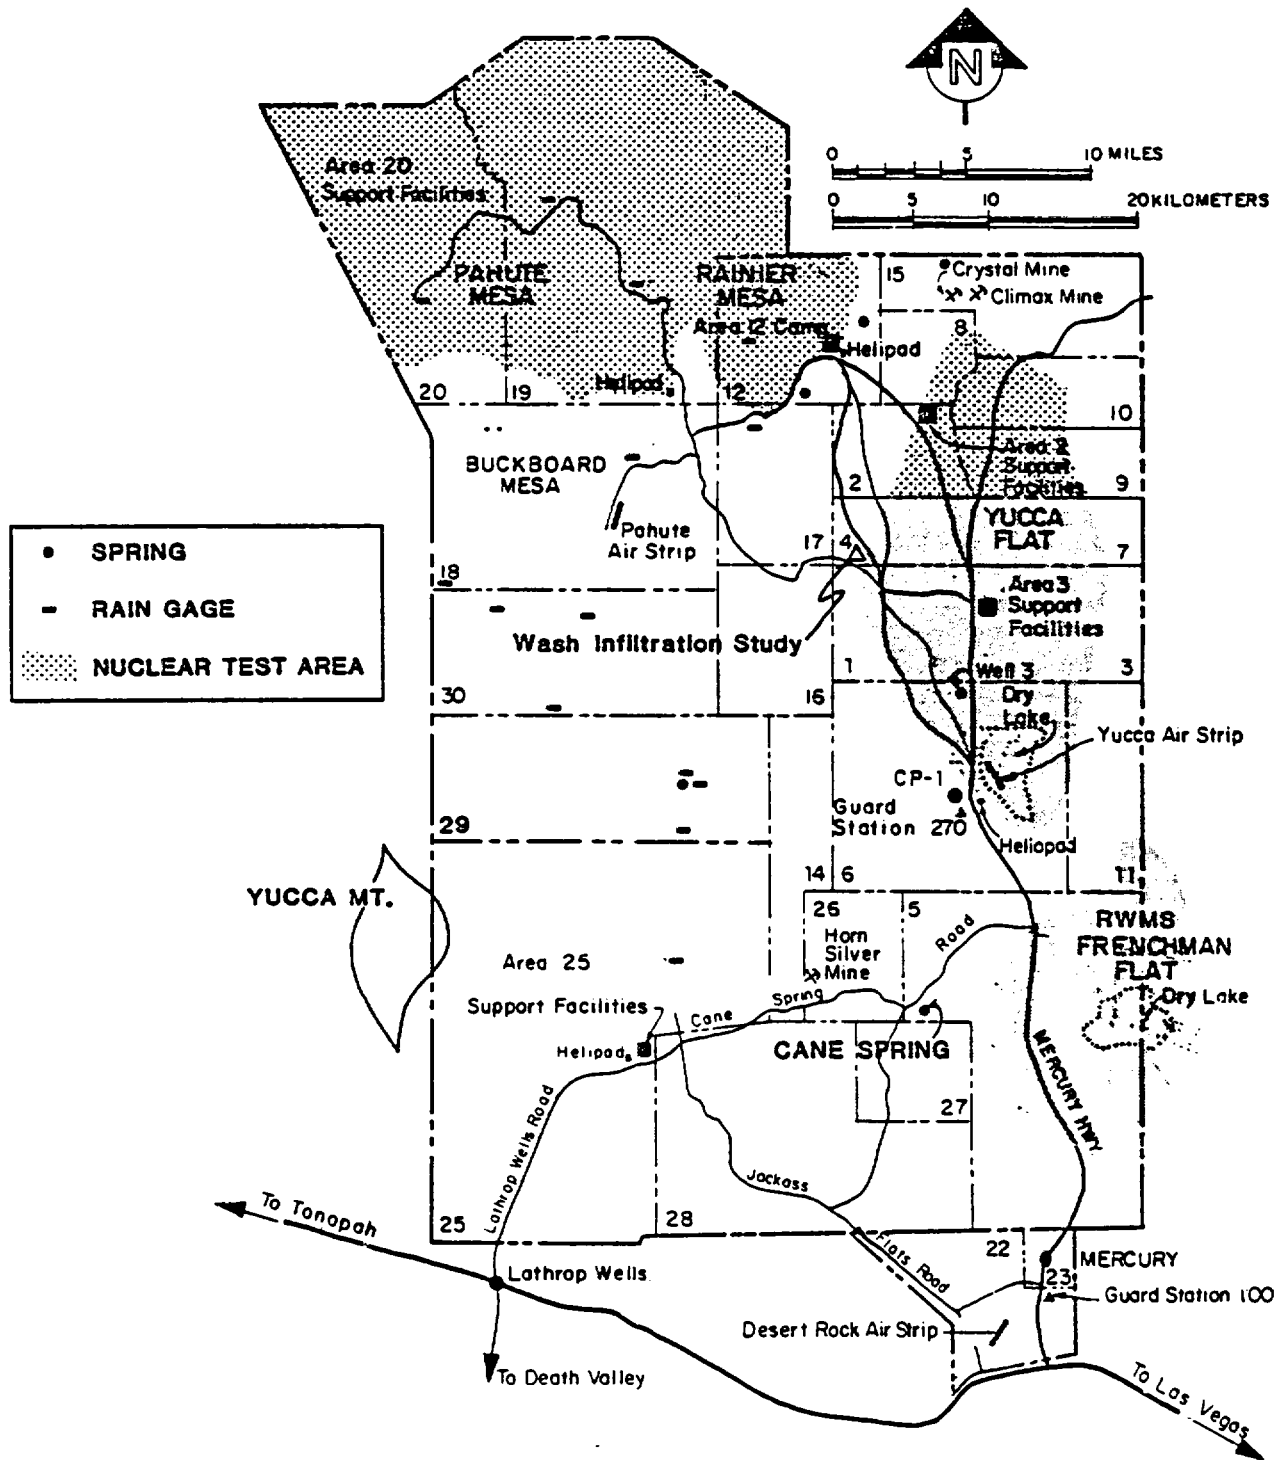 N
0 5 10 MILES
0 5 10 20 KILOMETERS
Area 20
Support Facilities
PAHUTE
MESA
RAINIER
MESA
15
Crystal Mine
Climax Mine
Area 12 Camp
8
Helipad
Helipad
20
19
12
10
BUCKBOARD
MESA
Area 2
Support
Facilities
2
9
Pahute
Air Strip
YUCCA
FLAT
17
4
7
SPRING
RAIN GAGE
NUCLEAR TEST AREA
18
Area 3
Support
Facilities
Wash Infiltration Study
1
Well 3
3
30
16
Dry
Lake
Yucca Air Strip
CP-1
Guard
Station 270
29
Heliopad
14
6
11
YUCCA MT.
26
5
RWMS
FRENCHMAN
FLAT
Horn
Silver
Mine
Road
Area 25
Support Facilities
Spring
Cane
Dry Lake
Helipad
CANE SPRING
MERCURY HWY.
27
Lathrop Wells Road
Jackass
To Tonopah
25
28
22
Flats Road
MERCURY
23
Lathrop Wells
Guard Station 100
Desert Rock Air Strip
To Death Valley
To Las Vegas